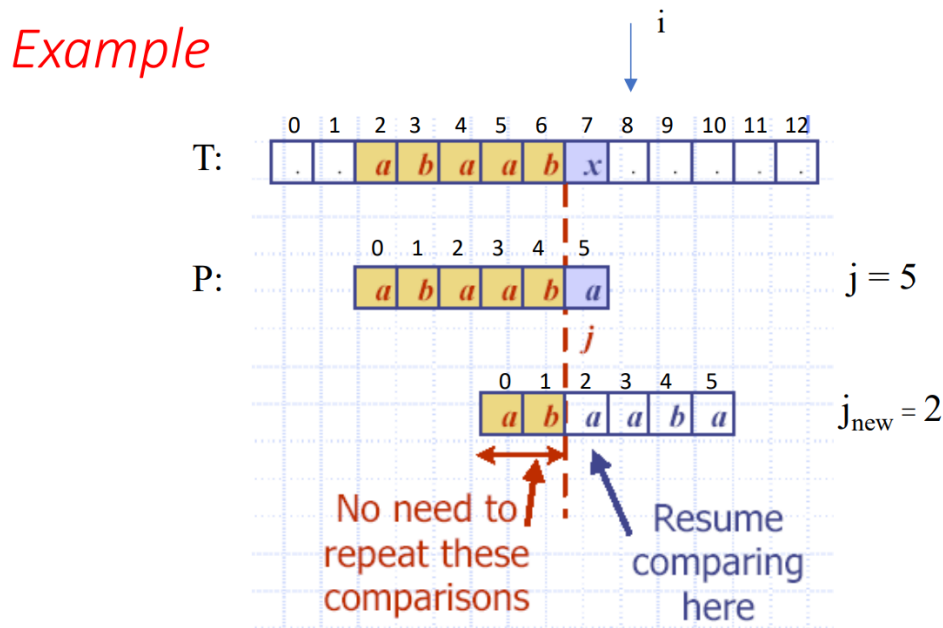 Example
i
0 1 2 3 4 5 6 7 8 9 10 11 12
T: . . a b a a b x . . . . .
0 1 2 3 4 5
P: a b a a b a
j = 5
j
0 1 2 3 4 5
a b a a b a
jnew = 2
No need to
repeat these
comparisons
Resume
comparing
here